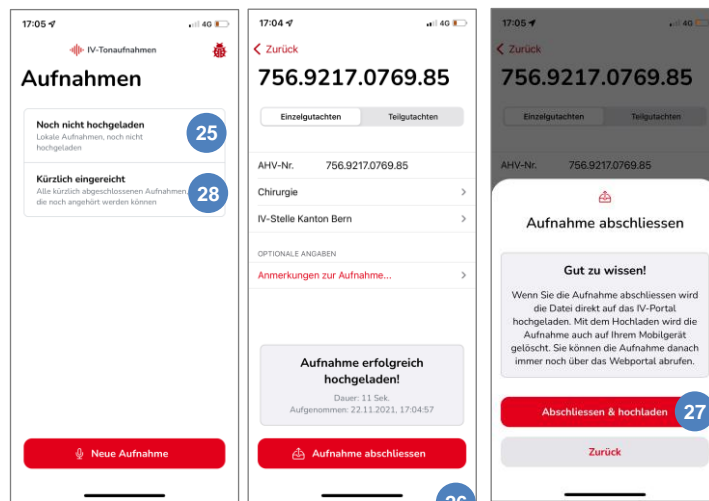 17:05
4G
IV-Tonaufnahmen
Aufnahmen
Noch nicht hochgeladen
Lokale Aufnahmen, noch nicht
hochgeladen
25
Kürzlich eingereicht
Alle kürzlich abgeschlossenen Aufnahmen,
die noch angehört werden können
28
Neue Aufnahme
17:04
4G
Zurück
756.9217.0769.85
Einzelgutachten
Teilgutachten
AHV-Nr.
756.9217.0769.85
Chirurgie
IV-Stelle Kanton Bern
OPTIONALE ANGABEN
Anmerkungen zur Aufnahme...
Aufnahme erfolgreich
hochgeladen!
Dauer: 11 Sek.
Aufgenommen: 22.11.2021, 17:04:57
Aufnahme abschliessen
26
17:05
4G
Zurück
756.9217.0769.85
Einzelgutachten
Teilgutachten
AHV-Nr.
756.9217.0769.85
Aufnahme abschliessen
Gut zu wissen!
Wenn Sie die Aufnahme abschliessen wird
die Datei direkt auf das IV-Portal
hochgeladen. Mit dem Hochladen wird die
Aufnahme auch auf Ihrem Mobilgerät
gelöscht. Sie können die Aufnahme danach
immer noch über das Webportal abrufen.
Abschliessen & hochladen
27
Zurück